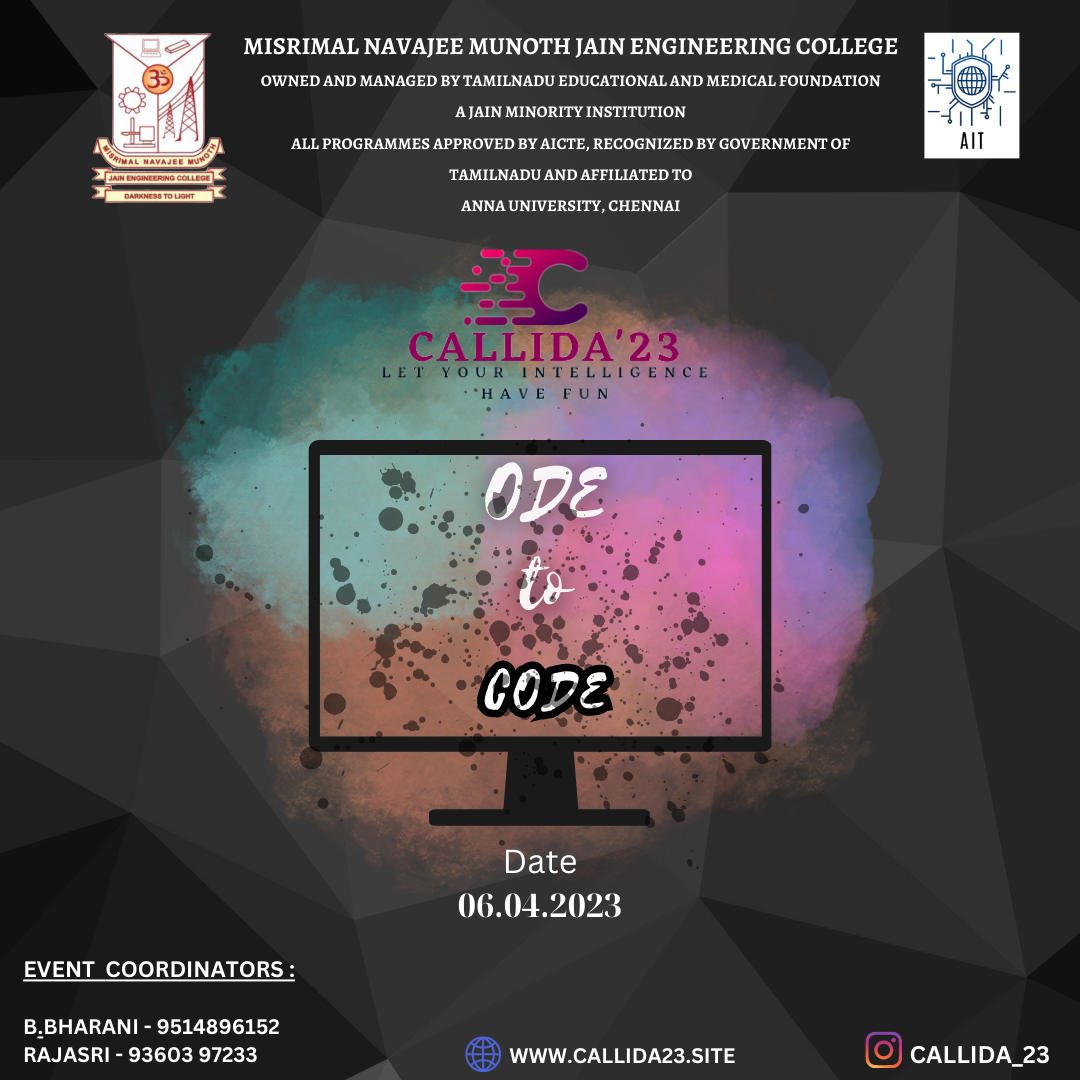 MISRIMAL NAVAJEE MUNOTH JAIN ENGINEERING COLLEGE
OWNED AND MANAGED BY TAMILNADU EDUCATIONAL AND MEDICAL FOUNDATION
A JAIN MINORITY INSTITUTION
ALL PROGRAMMES APPROVED BY AICTE, RECOGNIZED BY GOVERNMENT OF
TAMILNADU AND AFFILIATED TO
ANNA UNIVERSITY, CHENNAI
MISRIMAL NAVAJEE MUNOTH
JAIN ENGINEERING COLLEGE
DARKNESS TO LIGHT
AIT
CALLIDA'23
LET YOUR INTELLIGENCE
HAVE FUN
ODE
to
CODE
Date
06.04.2023
EVENT COORDINATORS :
B.BHARANI - 9514896152
RAJASRI - 93603 97233
WWW.CALLIDA23.SITE
CALLIDA_23